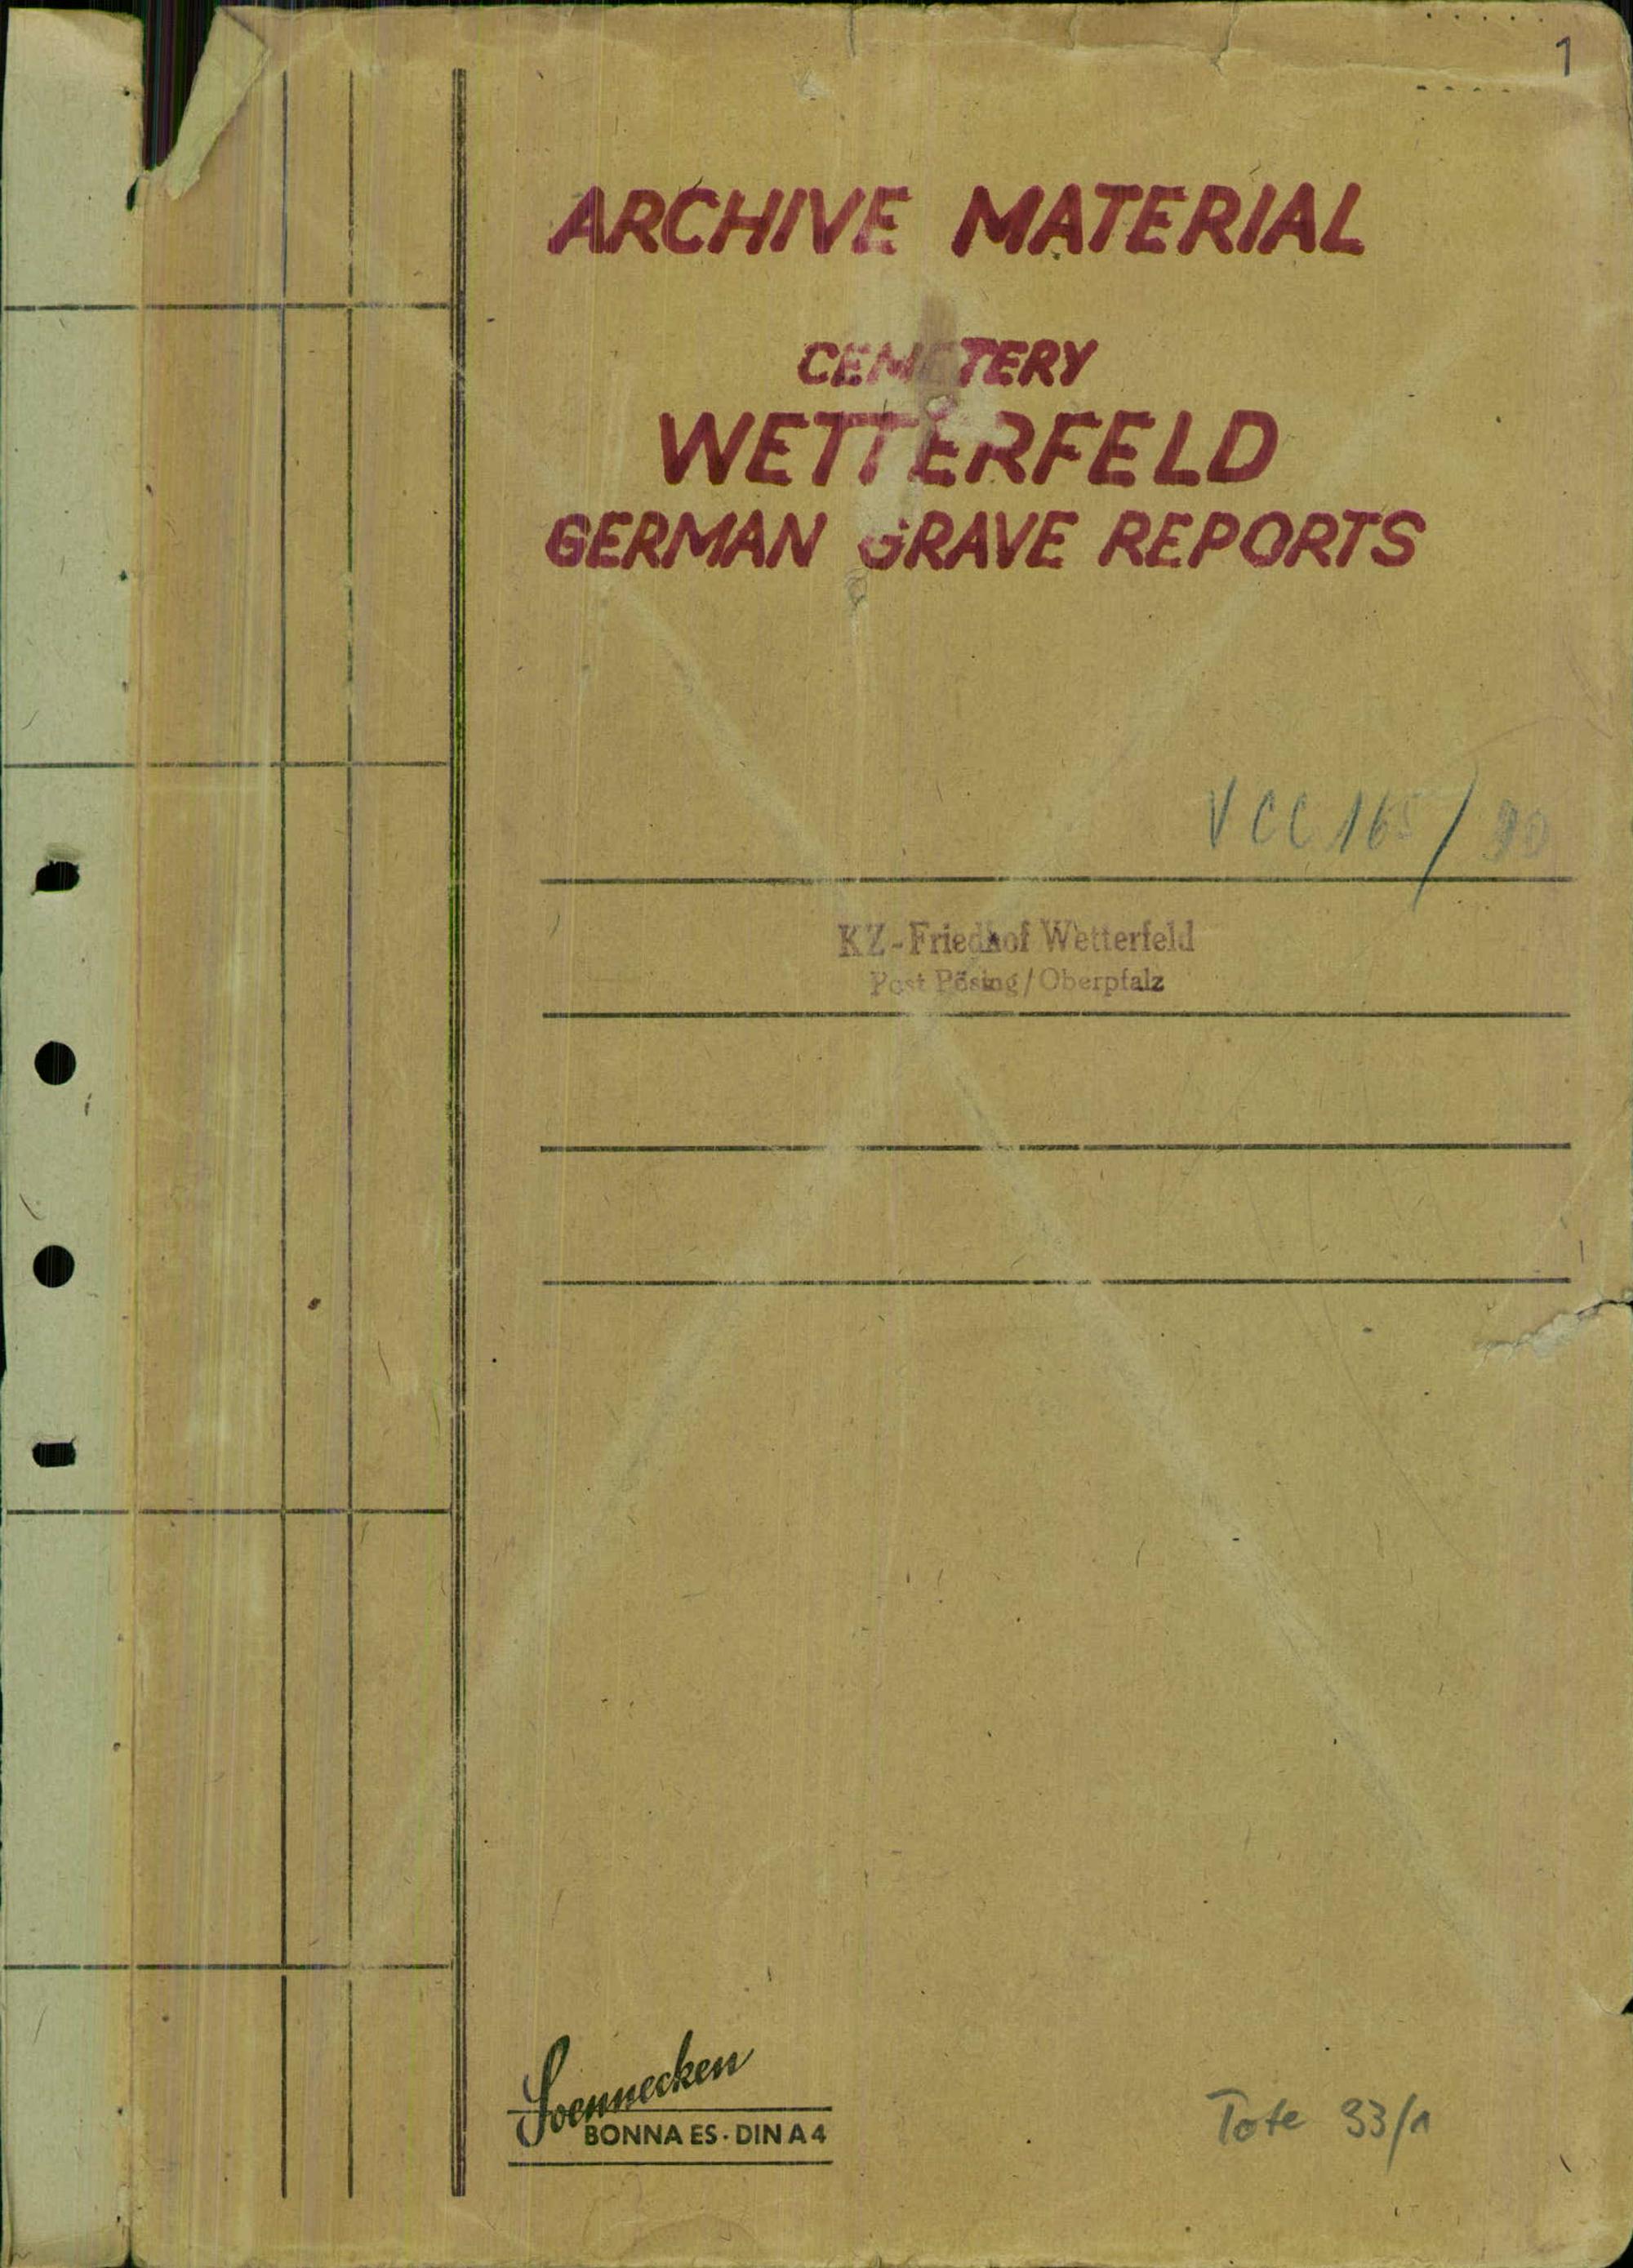 1
ARCHIVE MATERIAL
CEMETERY
WETTERFELD
GERMAN GRAVE REPORTS
VCC 165/90
KZ-Friedhof Wetterfeld
Post Pösing/Oberpfalz
Soennecken
BONNA ES · DIN A 4
Tote 33/1